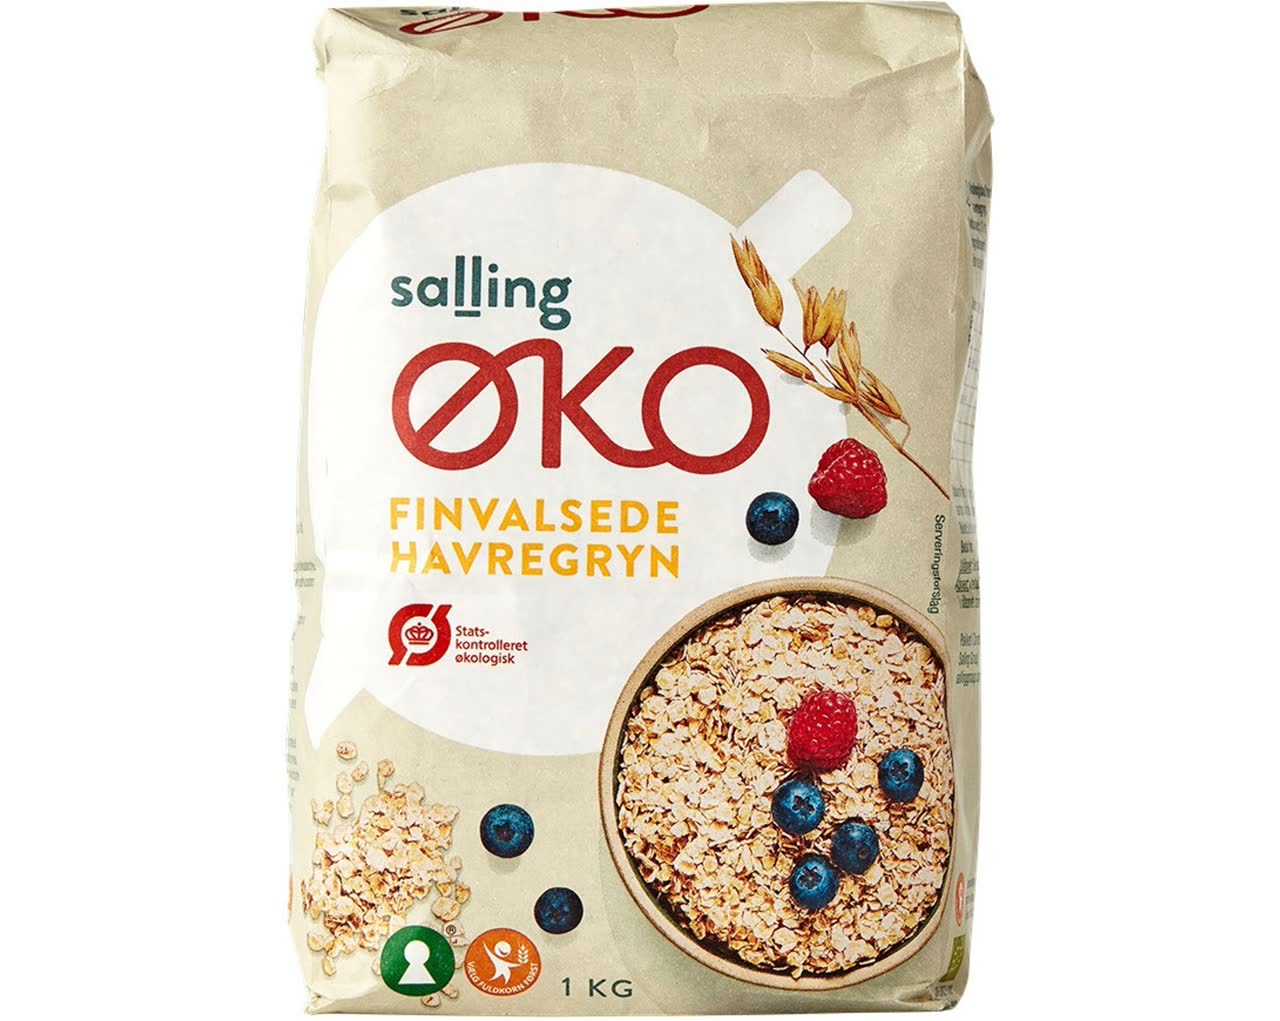 salling
ØKO
FINVALSEDE
HAVREGRYN
Stats-
kontrolleret
økologisk
Serveringsforslag
®
VÆLG FULDKORN FØRST
1 KG